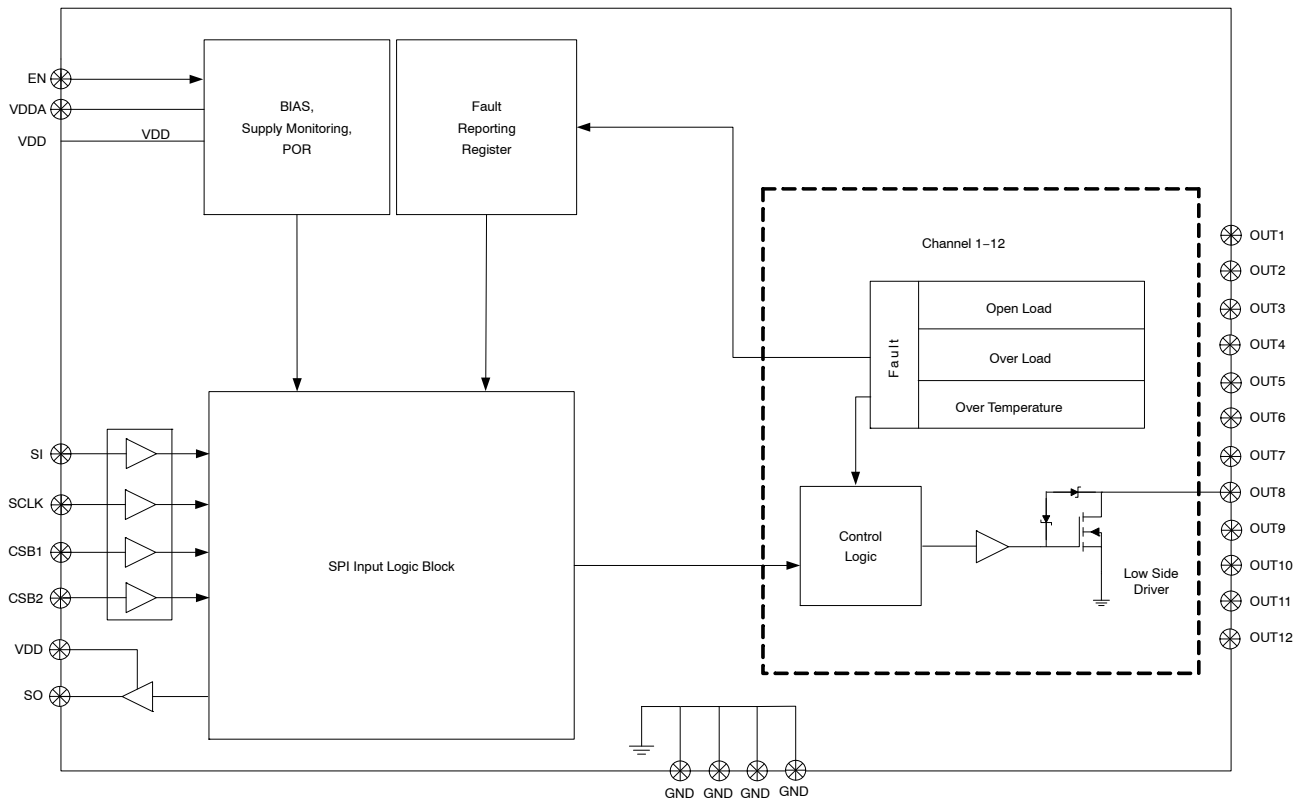 EN
VDDA
VDD
VDD
BIAS,
Supply Monitoring,
POR
Fault
Reporting
Register
Channel 1−12
Fault
Open Load
Over Load
Over Temperature
OUT1
OUT2
OUT3
OUT4
OUT5
OUT6
OUT7
OUT8
OUT9
OUT10
OUT11
OUT12
SI
SCLK
CSB1
CSB2
VDD
SO
SPI Input Logic Block
Control
Logic
Low Side
Driver
GND
GND
GND
GND